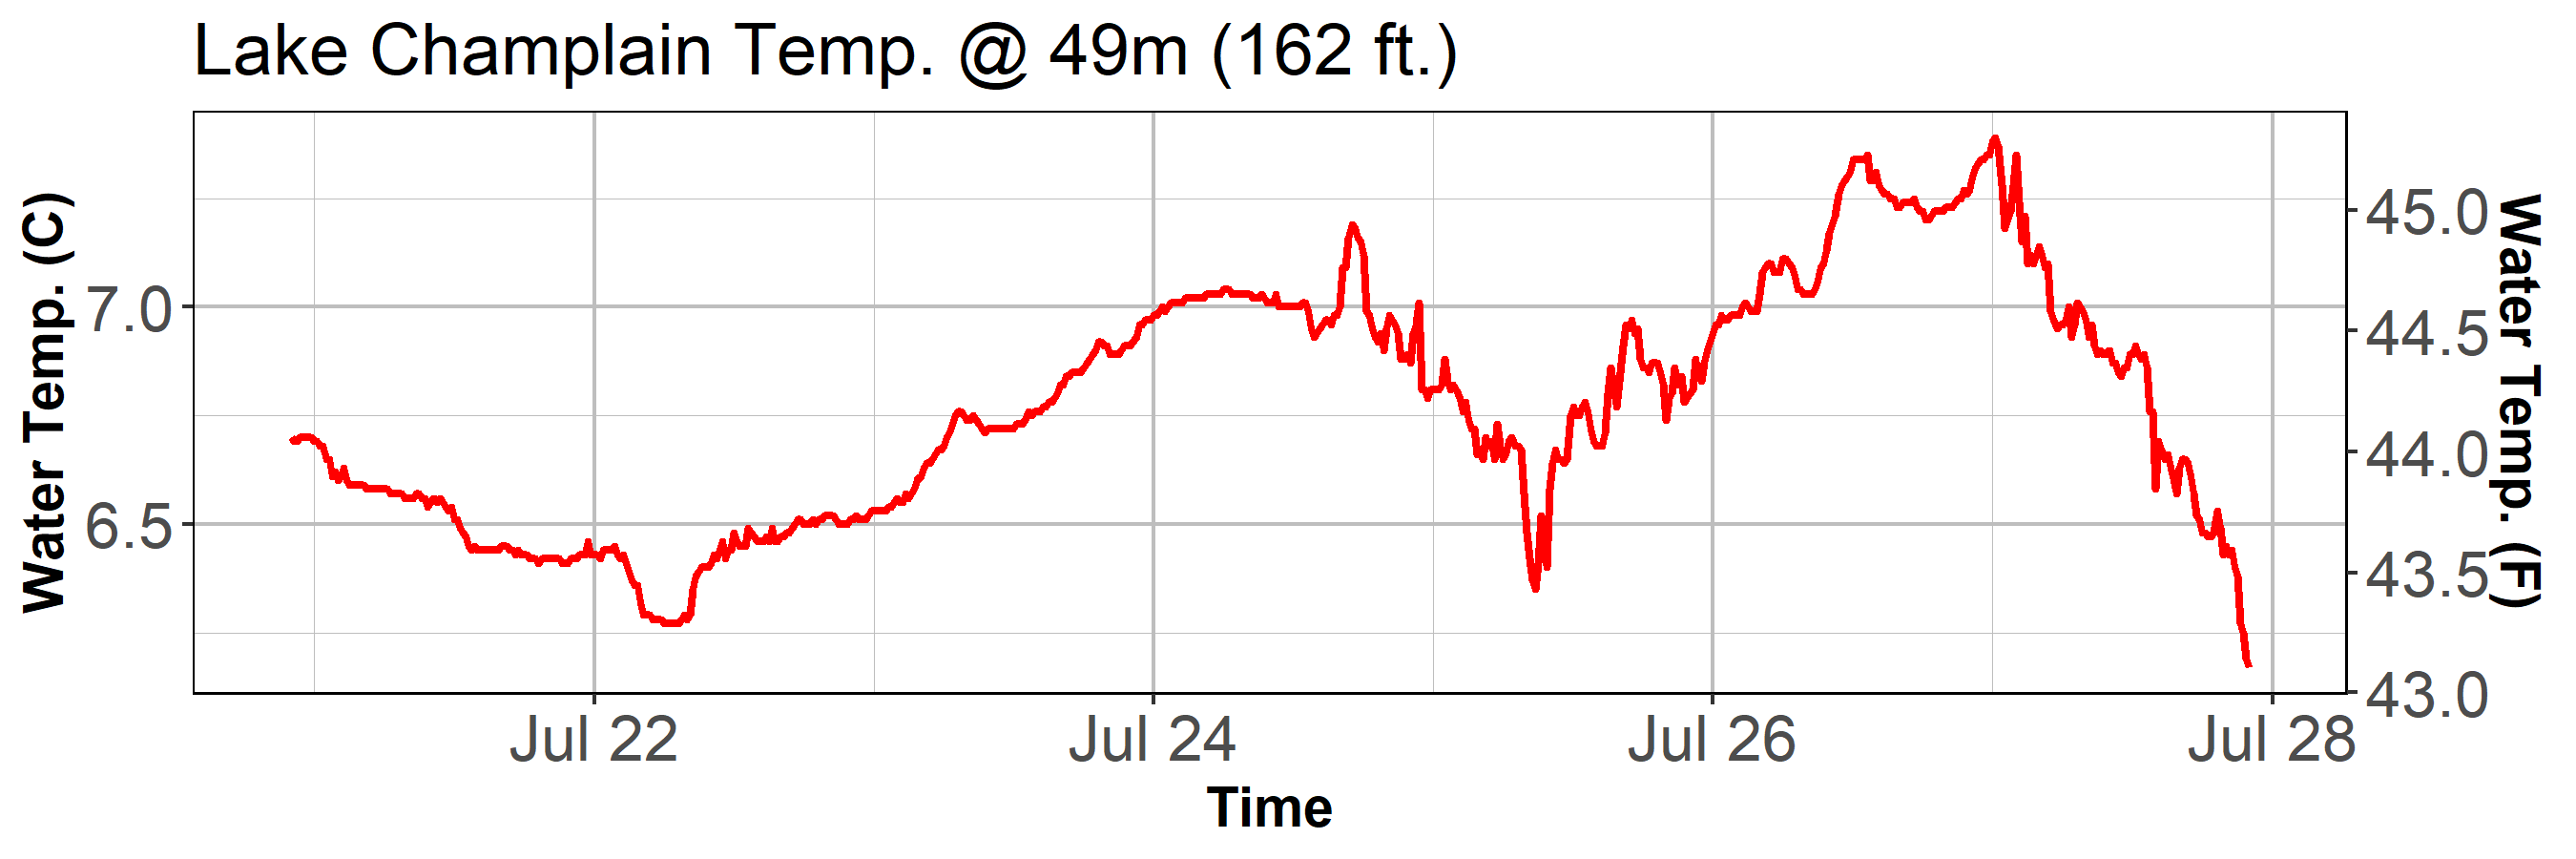 Lake Champlain Temp. @ 49m (162 ft.)
Water Temp. (C)
7.0
6.5
45.0
44.5
44.0
43.5
43.0
Water Temp. (F)
Jul 22
Jul 24
Jul 26
Jul 28
Time